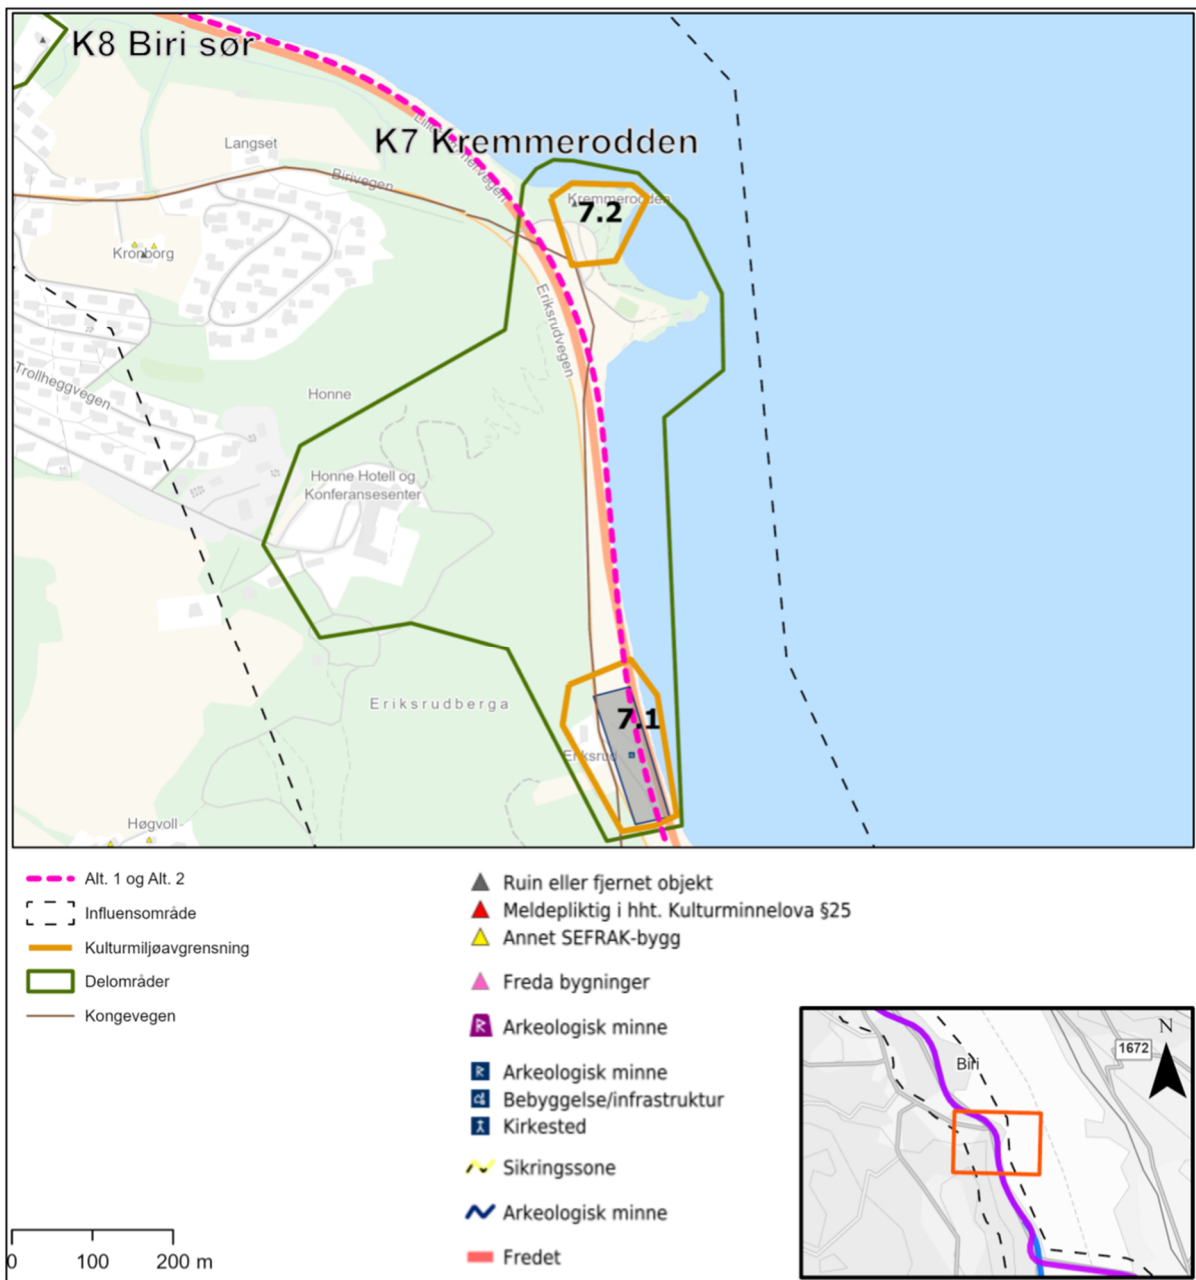 K8 Biri sør
K7 Kremmerodden
Langset
Birivegen
Kremmerodden
7.2
Kronborg
Eriksrudvegen
Trollheggvegen
Honne
Honne Hotell og
Konferansesenter
Eriksrudberga
7.1
Eriksrud
Høgvoll
Alt. 1 og Alt. 2
Influensområde
Kulturmiljøavgrensning
Delområder
Kongevegen
Ruin eller fjernet objekt
Meldepliktig i hht. Kulturminnelova §25
Annet SEFRAK-bygg
Freda bygninger
R Arkeologisk minne
R Arkeologisk minne
Bebyggelse/infrastruktur
Kirkested
Sikringssone
Arkeologisk minne
Fredet
0 100 200 m
Biri
1672
N